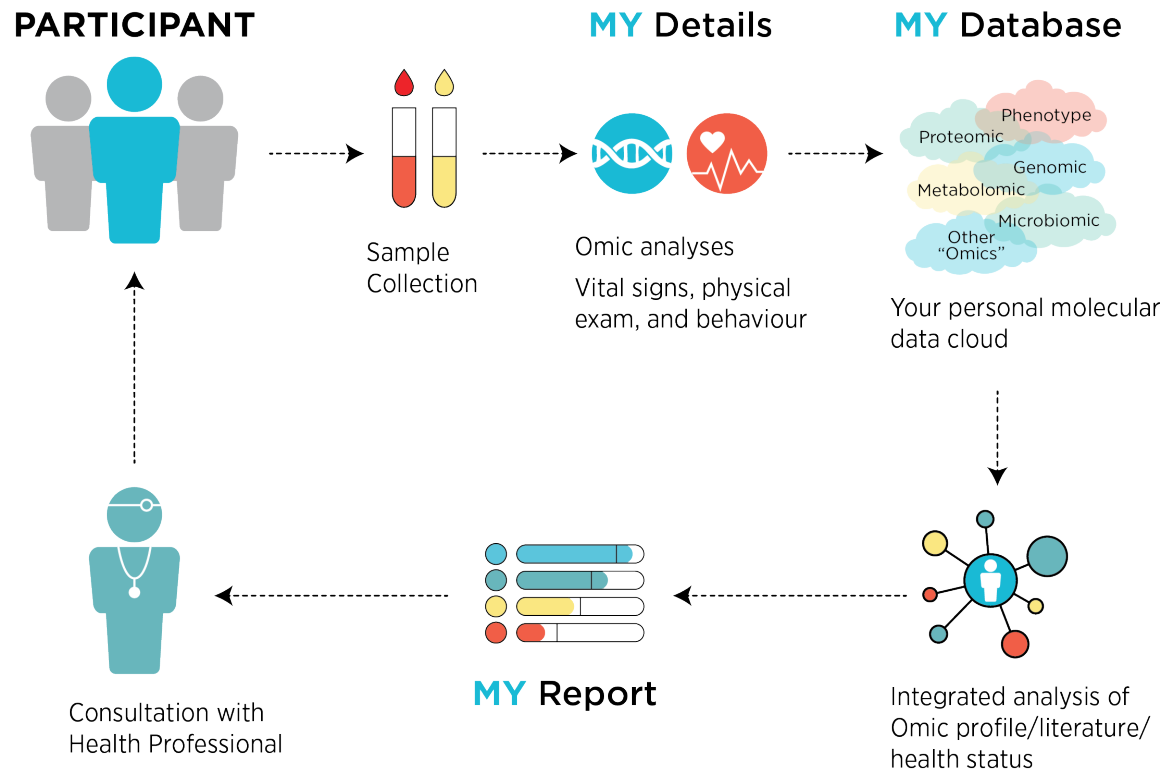 PARTICIPANT
MY Details
MY Database
Sample
Collection
Omic analyses
Vital signs, physical
exam, and behaviour
Phenotype
Proteomic
Genomic
Metabolomic
Microbiomic
Other
“Omics”
Your personal molecular
data cloud
Integrated analysis of
Omic profile/literature/
health status
MY Report
Consultation with
Health Professional